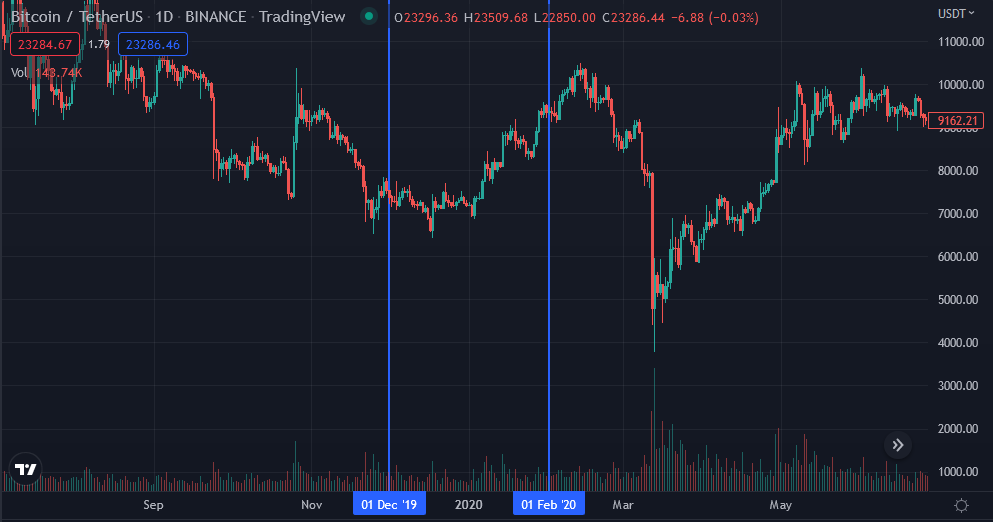 Bitcoin / TetherUS · 1D · BINANCE · TradingView O23296.36 H23509.68 L22850.00 C23286.44 −6.88 (−0.03%)
USDT
23284.67 1.79 23286.46
Vol 143.74K
11000.00
10000.00
9162.21
9000.00
8000.00
7000.00
6000.00
5000.00
4000.00
3000.00
2000.00
1000.00
Sep Nov 01 Dec '19 2020 01 Feb '20 Mar May